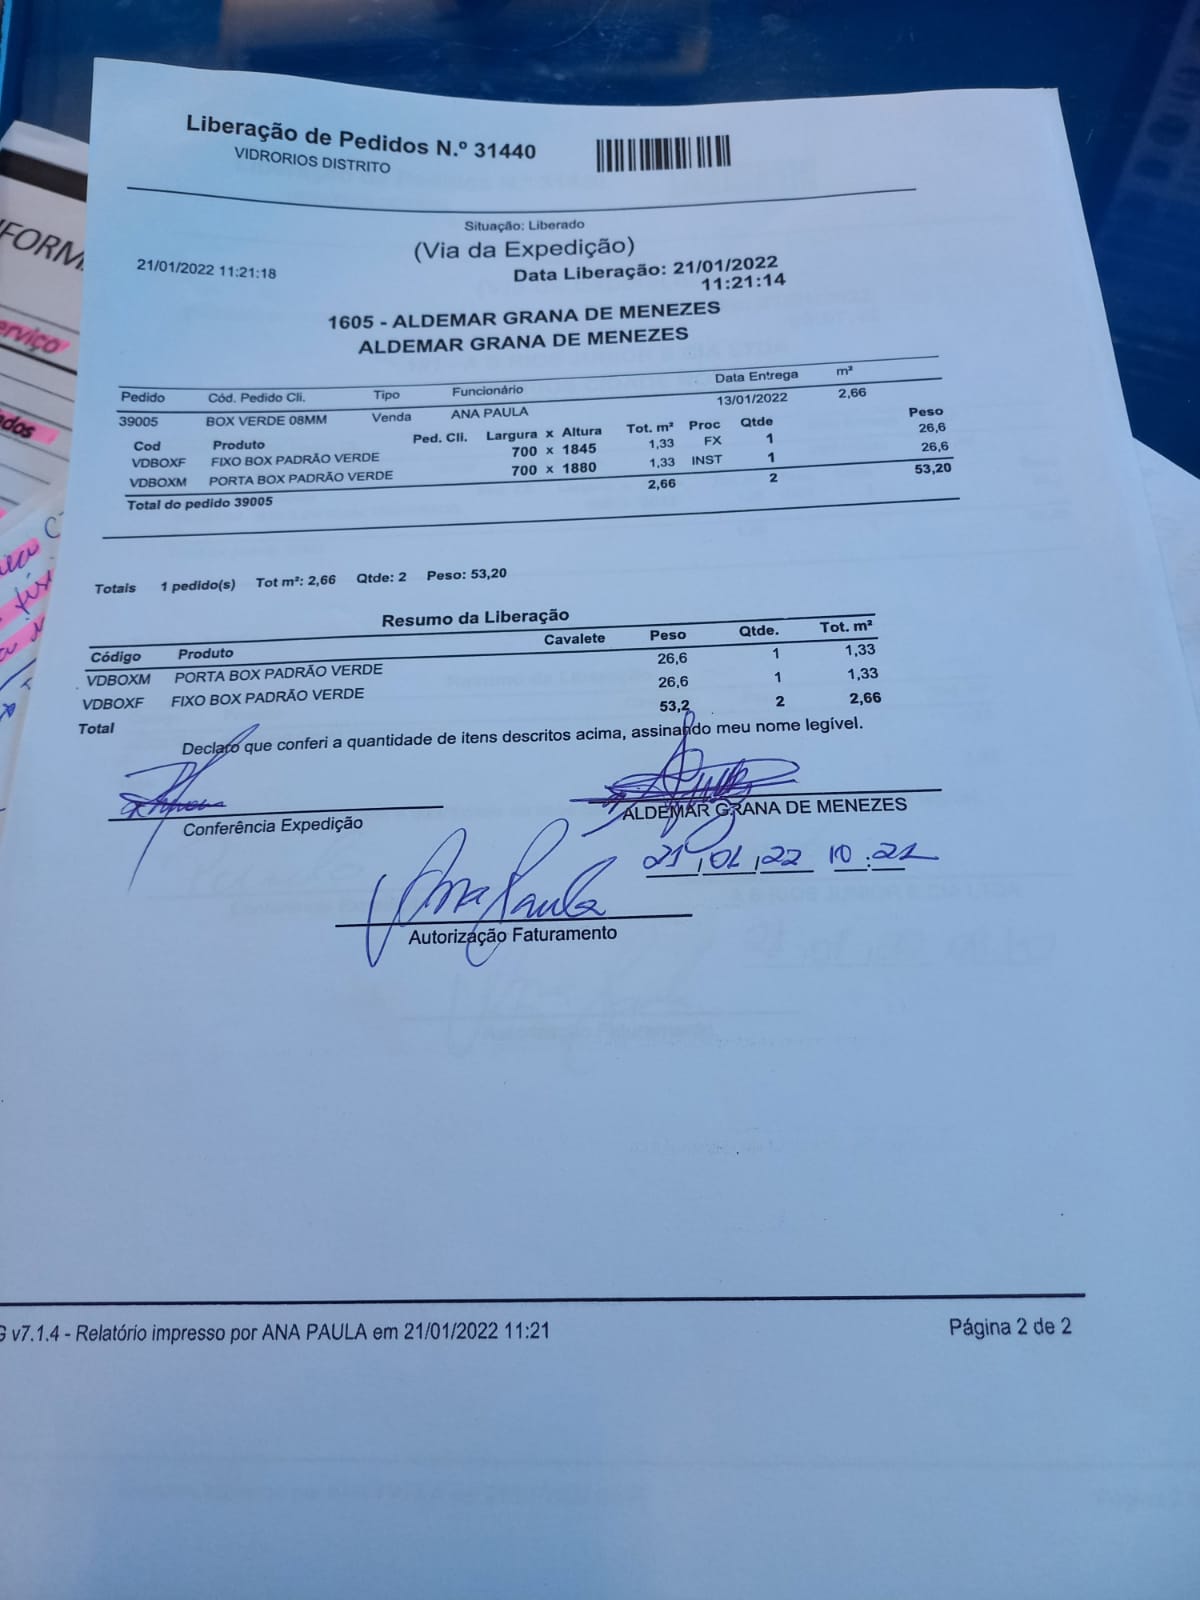 Liberação de Pedidos N.º 31440
VIDRORIOS DISTRITO
Situação: Liberado
(Via da Expedição)
21/01/2022 11:21:18
Data Liberação: 21/01/2022
11:21:14
1605 - ALDEMAR GRANA DE MENEZES
ALDEMAR GRANA DE MENEZES
Pedido Cód. Pedido Cli. Tipo Funcionário Data Entrega m²
39005 BOX VERDE 08MM Venda ANA PAULA 13/01/2022 2,66
Cod Produto Ped. Cli. Largura x Altura Tot. m² Proc Qtde Peso
VDBOXF FIXO BOX PADRÃO VERDE 700 x 1845 1,33 FX 1 26,6
VDBOXM PORTA BOX PADRÃO VERDE 700 x 1880 1,33 INST 1 26,6
Total do pedido 39005 2,66 2 53,20
Totais 1 pedido(s) Tot m²: 2,66 Qtde: 2 Peso: 53,20
Resumo da Liberação
Código Produto Cavalete Peso Qtde. Tot. m²
VDBOXM PORTA BOX PADRÃO VERDE 26,6 1 1,33
VDBOXF FIXO BOX PADRÃO VERDE 26,6 1 1,33
Total 53,2 2 2,66
Declaro que conferi a quantidade de itens descritos acima, assinando meu nome legível.
Conferência Expedição
ALDEMAR GRANA DE MENEZES
21/01/22 10:21
Ana Paula
Autorização Faturamento
G v7.1.4 - Relatório impresso por ANA PAULA em 21/01/2022 11:21
Página 2 de 2